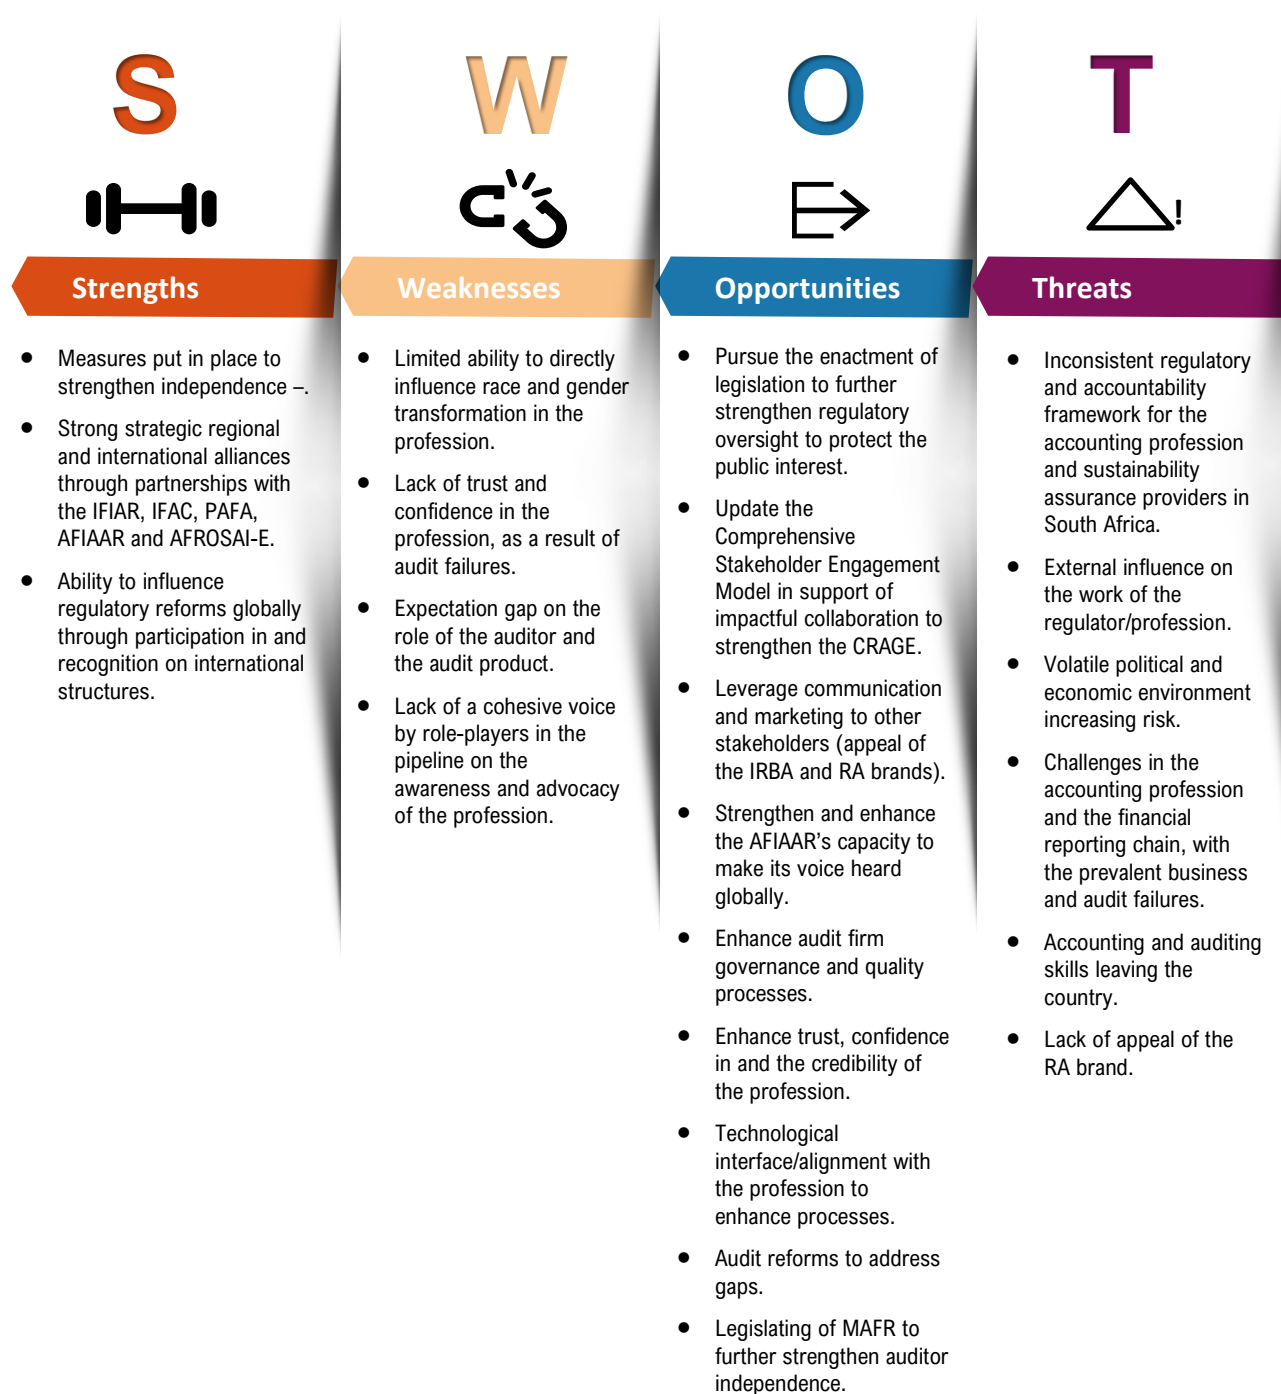 S
W
O
T
!
Strengths
Weaknesses
Opportunities
Threats
• Measures put in place to
strengthen independence –.
• Strong strategic regional
and international alliances
through partnerships with
the IFIAR, IFAC, PAFA,
AFIAAR and AFROSAI-E.
• Ability to influence
regulatory reforms globally
through participation in and
recognition on international
structures.
• Limited ability to directly
influence race and gender
transformation in the
profession.
• Lack of trust and
confidence in the
profession, as a result of
audit failures.
• Expectation gap on the
role of the auditor and
the audit product.
• Lack of a cohesive voice
by role-players in the
pipeline on the
awareness and advocacy
of the profession.
• Pursue the enactment of
legislation to further
strengthen regulatory
oversight to protect the
public interest.
• Update the
Comprehensive
Stakeholder Engagement
Model in support of
impactful collaboration to
strengthen the CRAGE.
• Leverage communication
and marketing to other
stakeholders (appeal of
the IRBA and RA brands).
• Strengthen and enhance
the AFIAAR’s capacity to
make its voice heard
globally.
• Enhance audit firm
governance and quality
processes.
• Enhance trust, confidence
in and the credibility of
the profession.
• Technological
interface/alignment with
the profession to
enhance processes.
• Audit reforms to address
gaps.
• Legislating of MAFR to
further strengthen auditor
independence.
• Inconsistent regulatory
and accountability
framework for the
accounting profession
and sustainability
assurance providers in
South Africa.
• External influence on
the work of the
regulator/profession.
• Volatile political and
economic environment
increasing risk.
• Challenges in the
accounting profession
and the financial
reporting chain, with
the prevalent business
and audit failures.
• Accounting and auditing
skills leaving the
country.
• Lack of appeal of the
RA brand.